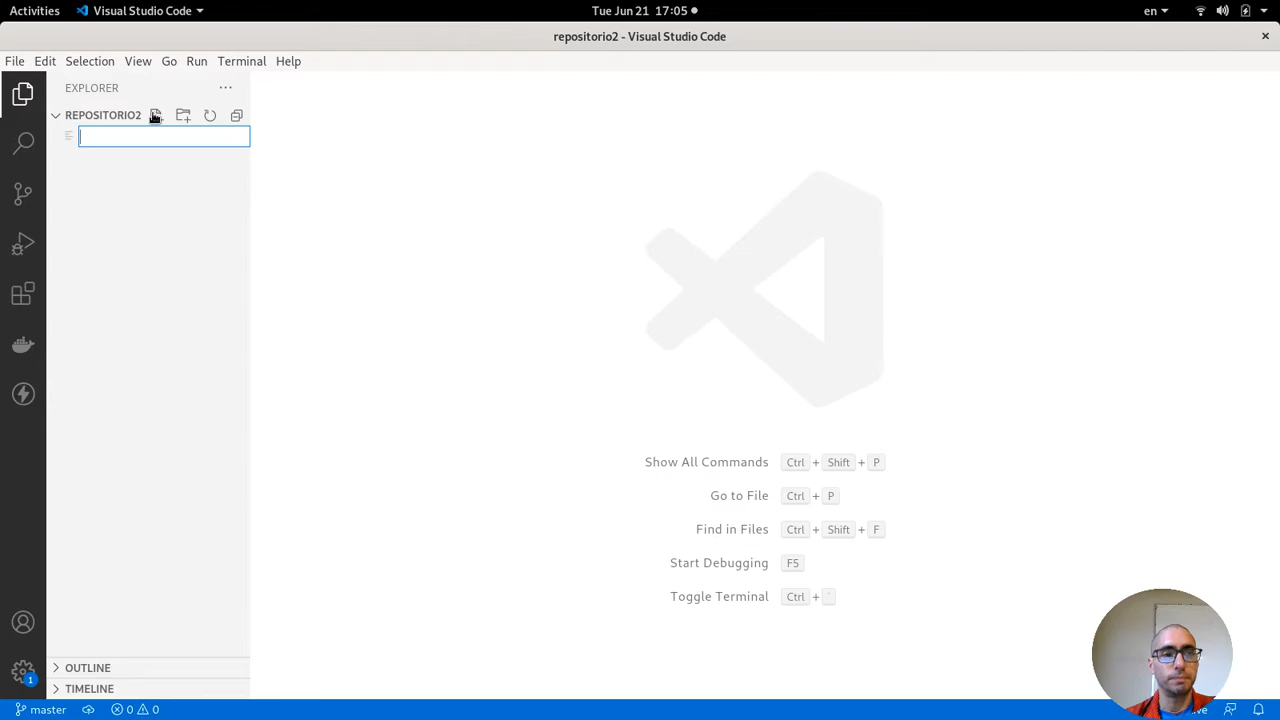 Activities Visual Studio Code Tue Jun 21 17:05 en
repositorio2 - Visual Studio Code
File Edit Selection View Go Run Terminal Help
EXPLORER
REPOSITORIO2
Show All Commands Ctrl + Shift + P
Go to File Ctrl + P
Find in Files Ctrl + Shift + F
Start Debugging F5
Toggle Terminal Ctrl + `
OUTLINE
TIMELINE
1
master 0 0